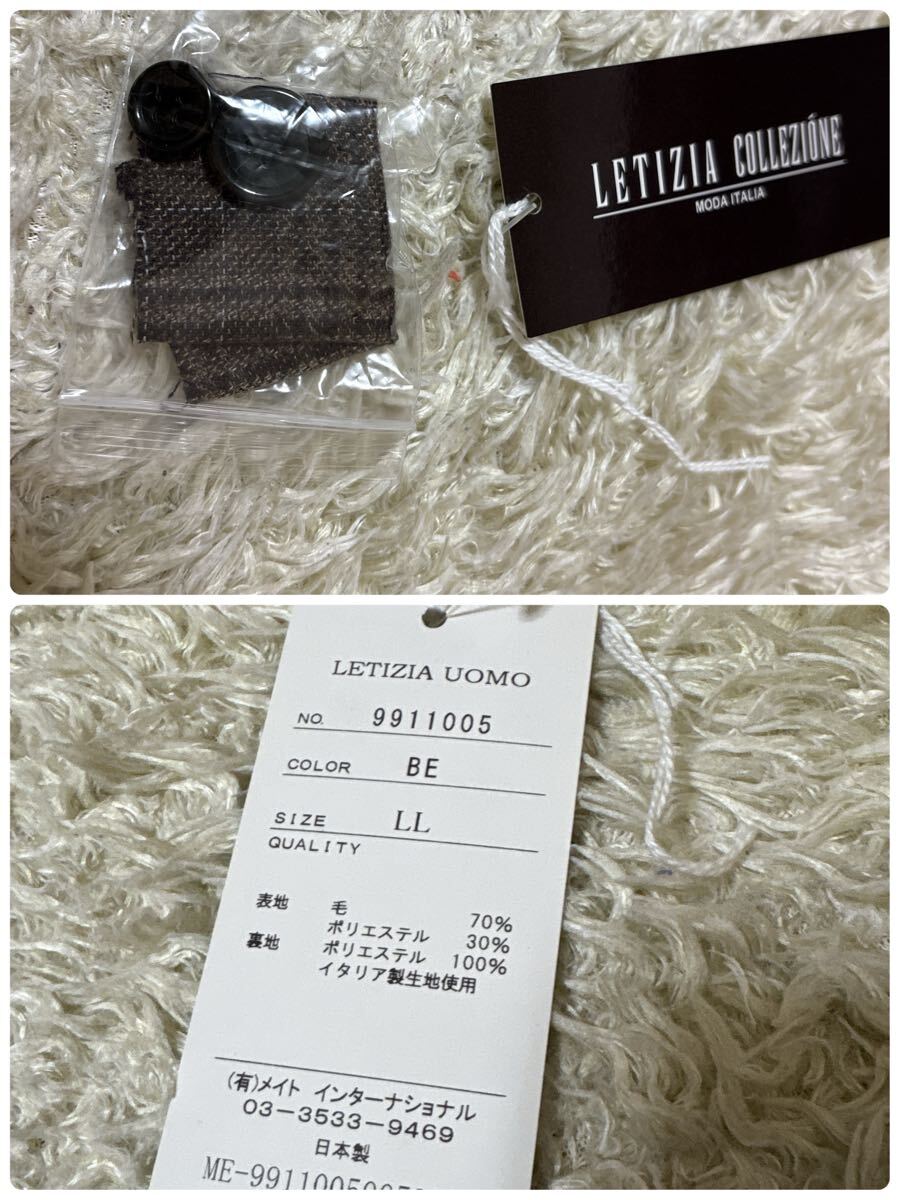 LETIZIA COLLEZIÓNE
MODA ITALIA
LETIZIA UOMO
NO. 9911005
COLOR BE
SIZE LL
QUALITY
表地 毛 70%
ポリエステル 30%
裏地 ポリエステル 100%
イタリア製生地使用
(有)メイト インターナショナル
03-3533-9469
日本製